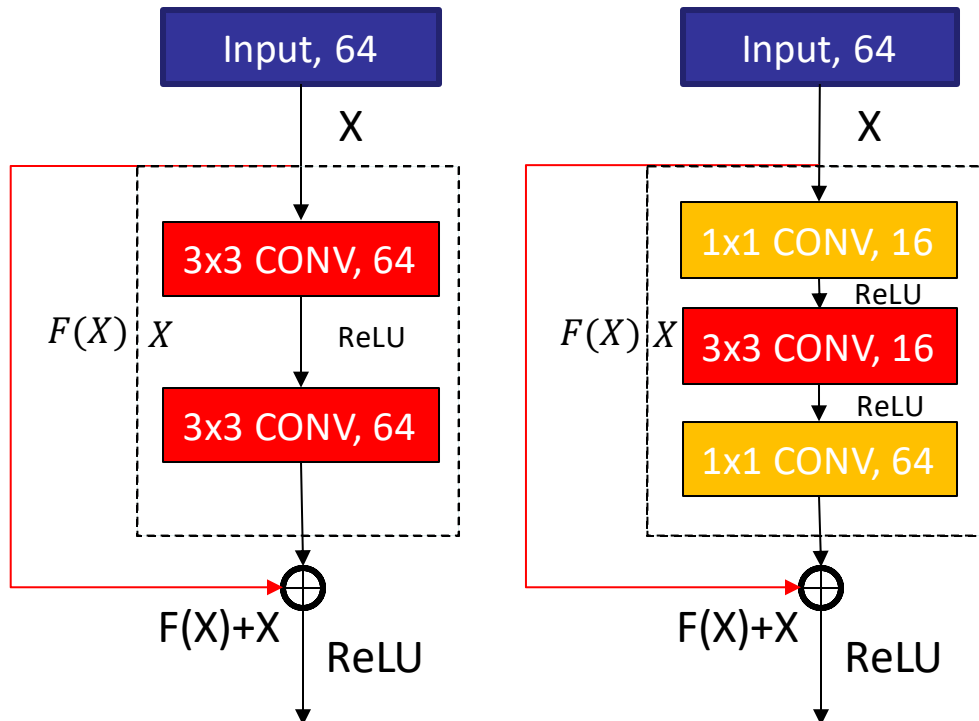 Input, 64
X
3x3 CONV, 64
F(X) X
ReLU
3x3 CONV, 64
F(X)+X
ReLU
Input, 64
X
1x1 CONV, 16
ReLU
F(X) X
3x3 CONV, 16
ReLU
1x1 CONV, 64
F(X)+X
ReLU